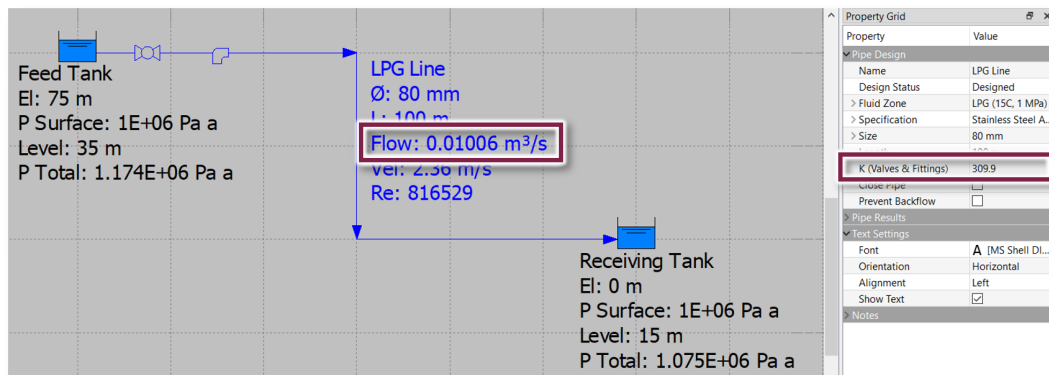 Feed Tank
El: 75 m
P Surface: 1E+06 Pa a
Level: 35 m
P Total: 1.174E+06 Pa a
LPG Line
Ø: 80 mm
L: 100 m
Flow: 0.01006 m³/s
Vel: 2.36 m/s
Re: 816529
Receiving Tank
El: 0 m
P Surface: 1E+06 Pa a
Level: 15 m
P Total: 1.075E+06 Pa a
Property Grid
Property Value
Pipe Design
Name LPG Line
Design Status Designed
Fluid Zone LPG (15C, 1 MPa)
Specification Stainless Steel A...
Size 80 mm
Length 100 m
K (Valves & Fittings) 309.9
Close Pipe
Prevent Backflow
Pipe Results
Text Settings
Font A [MS Shell Dl...
Orientation Horizontal
Alignment Left
Show Text
Notes